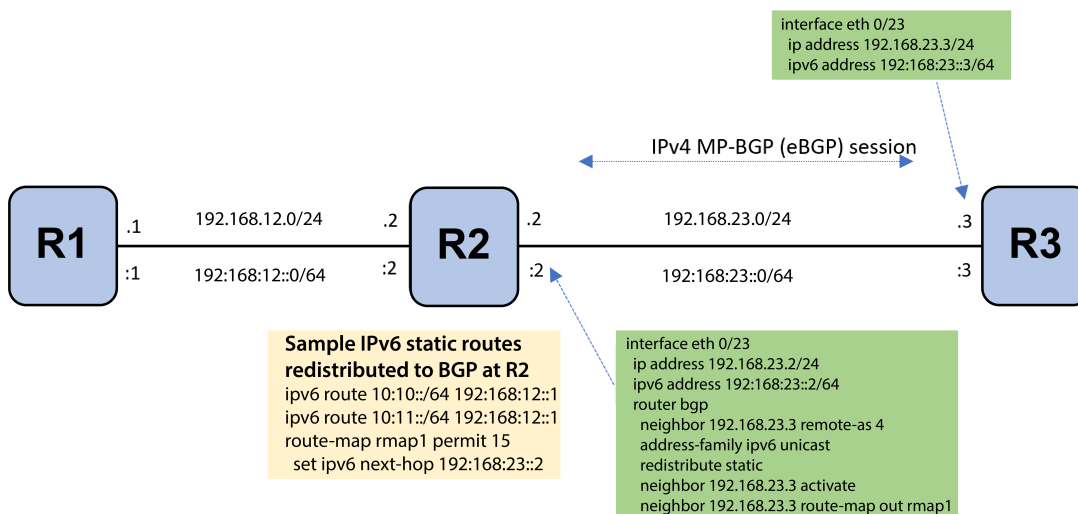 interface eth 0/23
ip address 192.168.23.3/24
ipv6 address 192:168:23::3/64
IPv4 MP-BGP (eBGP) session
R1
.1
192.168.12.0/24
.2
R2
.2
192.168.23.0/24
.3
R3
:1
192:168:12::0/64
:2
:2
192:168:23::0/64
:3
Sample IPv6 static routes
redistributed to BGP at R2
ipv6 route 10:10::/64 192:168:12::1
ipv6 route 10:11::/64 192:168:12::1
route-map rmap1 permit 15
set ipv6 next-hop 192:168:23::2
interface eth 0/23
ip address 192.168.23.2/24
ipv6 address 192:168:23::2/64
router bgp
neighbor 192.168.23.3 remote-as 4
address-family ipv6 unicast
redistribute static
neighbor 192.168.23.3 activate
neighbor 192.168.23.3 route-map out rmap1